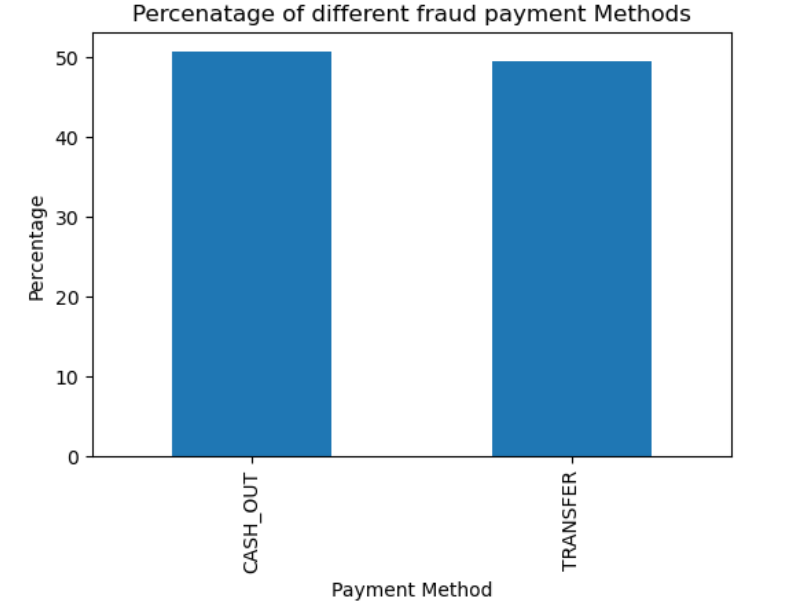 Percenatage of different fraud payment Methods
Percentage
50
40
30
20
10
0
CASH_OUT
TRANSFER
Payment Method